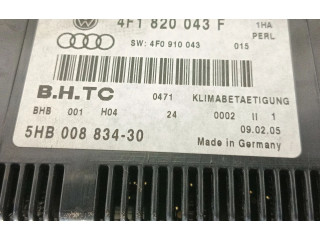 4F1 820 043 F 1HA
SW: 4F0 910 043 015 PERL
B.H.TC 0471 KLIMABETAETIGUNG
BHB 001 H04 24 0002 II 1
5HB 008 834-30 09.02.05
Made in Germany